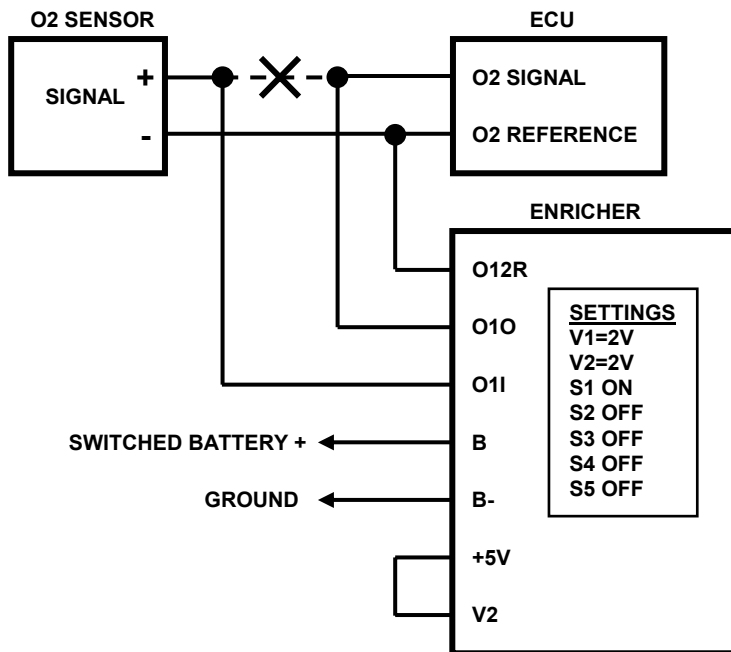 O2 SENSOR
SIGNAL
+
-
ECU
O2 SIGNAL
O2 REFERENCE
ENRICHER
O12R
O1O
O1I
B
B-
+5V
V2
SETTINGS
V1=2V
V2=2V
S1 ON
S2 OFF
S3 OFF
S4 OFF
S5 OFF
SWITCHED BATTERY +
GROUND